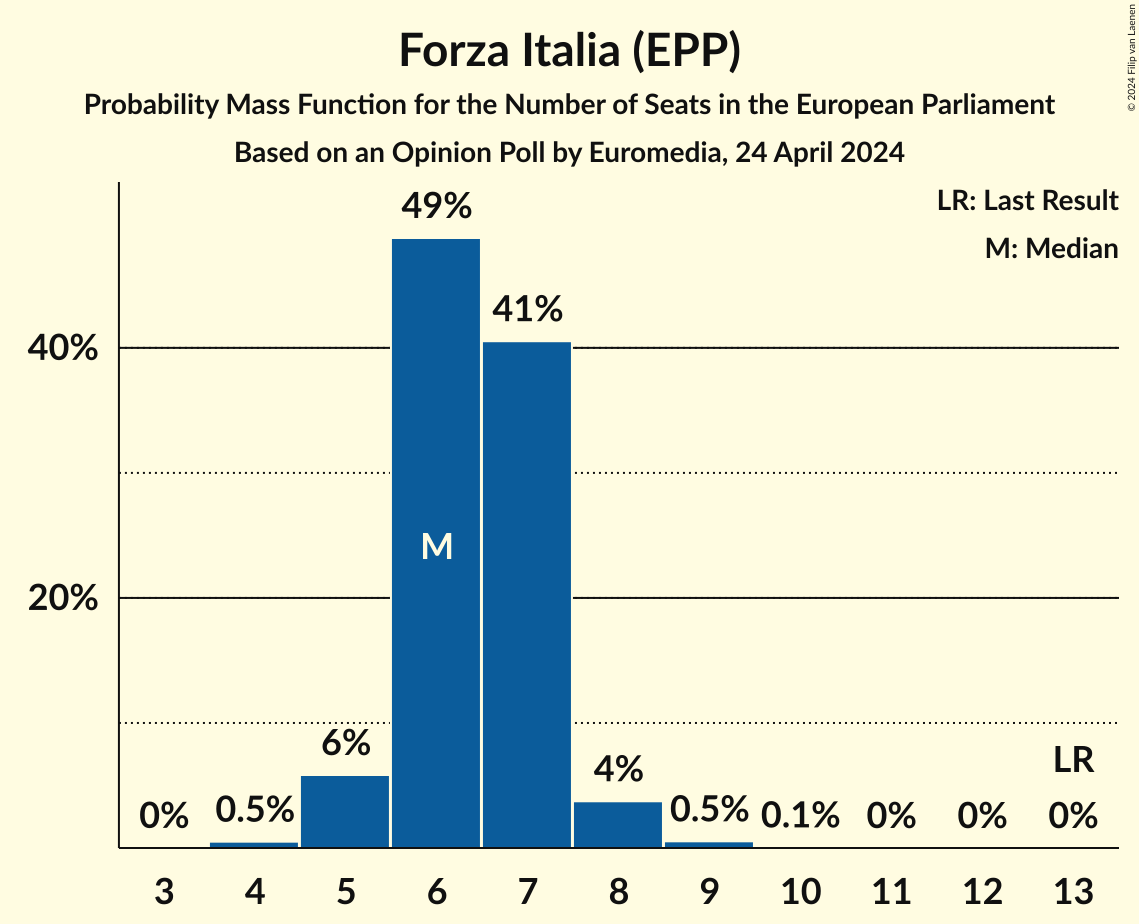 Forza Italia (EPP)
Probability Mass Function for the Number of Seats in the European Parliament
Based on an Opinion Poll by Euromedia, 24 April 2024
© 2024 Filip van Laenen
LR: Last Result
M: Median
49%
41%
40%
M
20%
6%
4%
LR
0%
0.5%
0.5%
0.1%
0%
0%
0%
3 4 5 6 7 8 9 10 11 12 13